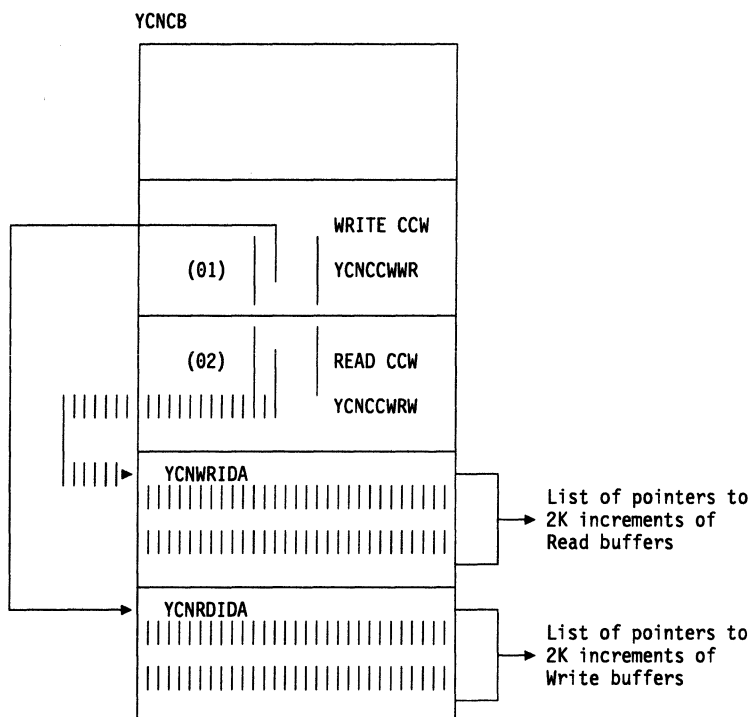 YCNCB
WRITE CCW
(01)
YCNCCWWR
(02)
READ CCW
YCNCCWRW
YCNWRIDA
List of pointers to
2K increments of
Read buffers
YCNRDIDA
List of pointers to
2K increments of
Write buffers